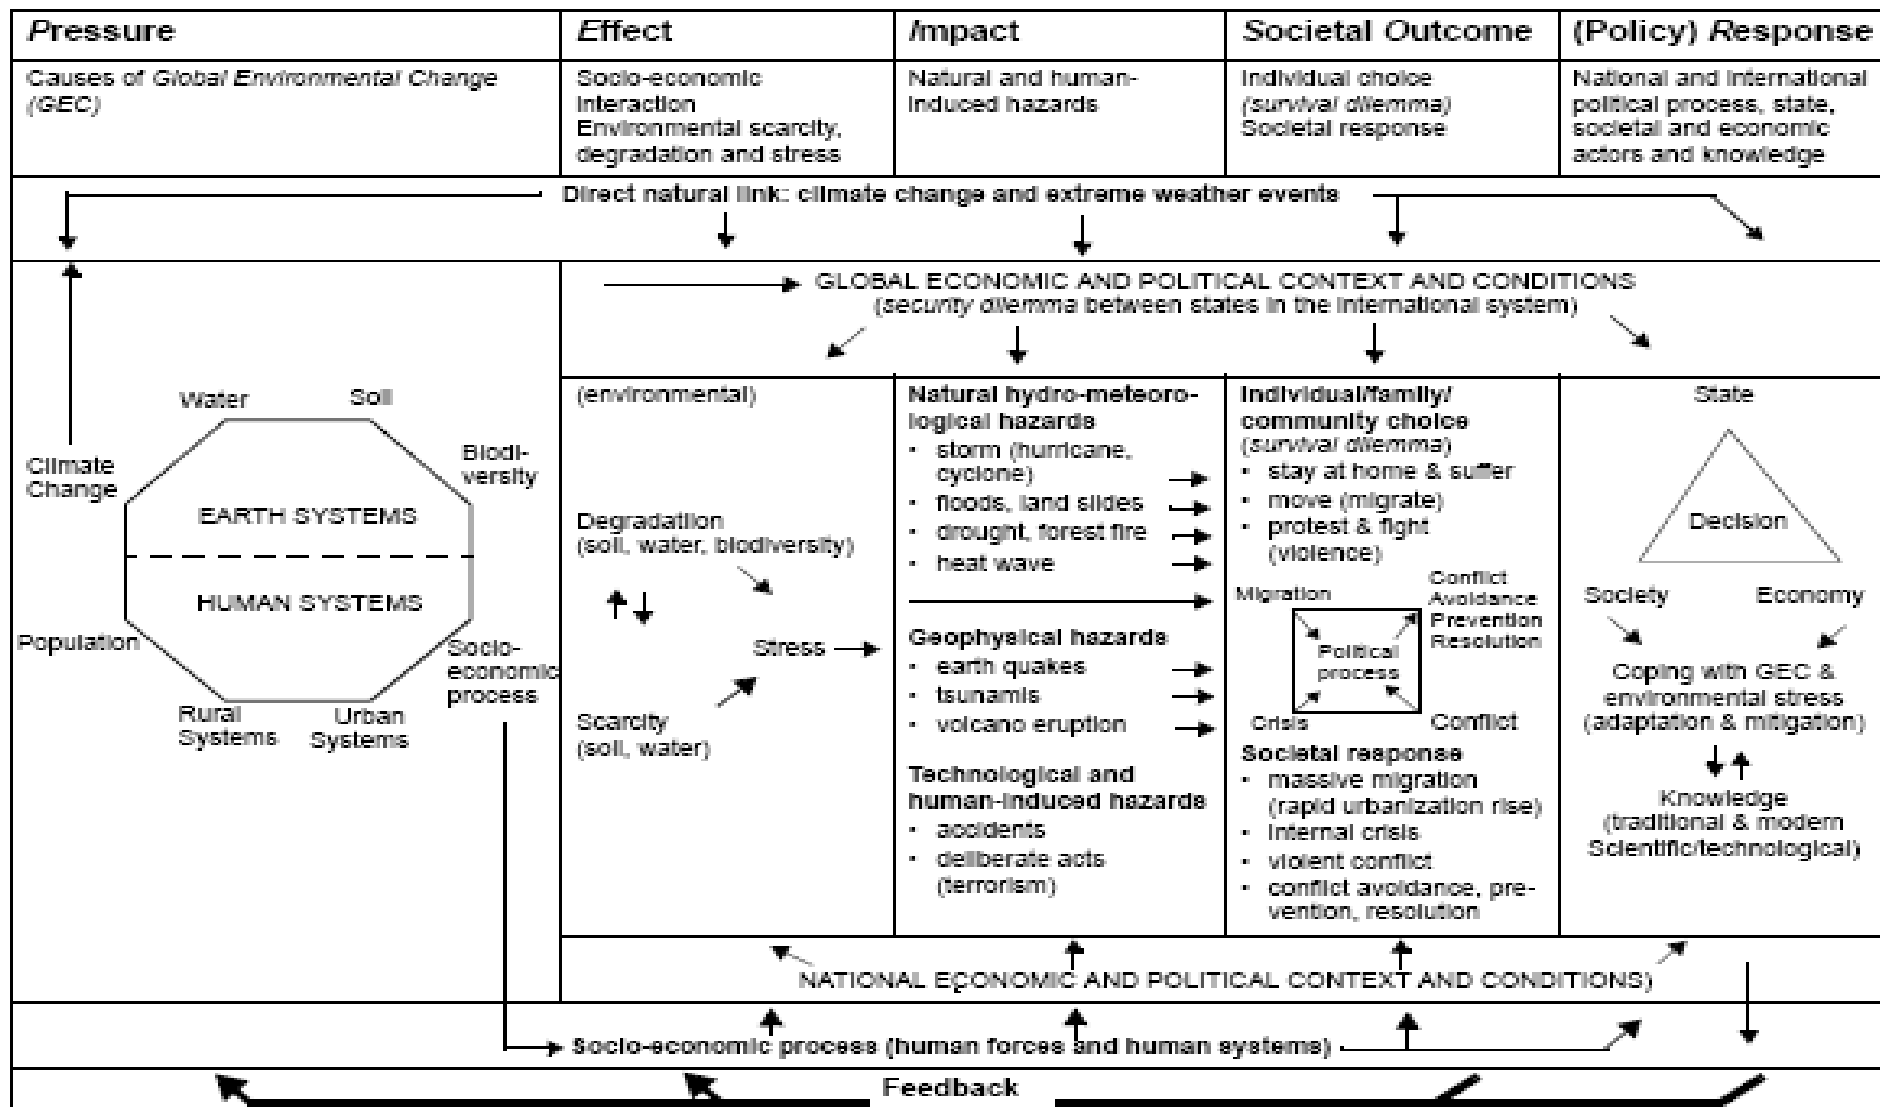 Pressure
Effect
Impact
Societal Outcome
(Policy) Response
Causes of Global Environmental Change
(GEC)
Socio-economic
interaction
Environmental scarcity,
degradation and stress
Natural and human-
induced hazards
Individual choice
(survival dilemma)
Societal response
National and international
political process, state,
societal and economic
actors and knowledge
Direct natural link: climate change and extreme weather events
GLOBAL ECONOMIC AND POLITICAL CONTEXT AND CONDITIONS
(security dilemma between states in the international system)
Water
Soil
Climate
Change
Biodi-
versity
EARTH SYSTEMS
HUMAN SYSTEMS
Population
Socio-
economic
process
Rural
Systems
Urban
Systems
(environmental)
Degradatiion
(soil, water, biodiversity)
Stress
Scarcity
(soil, water)
Natural hydro-meteoro-
logical hazards
• storm (hurricane,
cyclone)
• floods, land slides
• drought, forest fire
• heat wave
Geophysical hazards
• earth quakes
• tsunamis
• volcano eruption
Technological and
human-induced hazards
• accidents
• deliberate acts
(terrorism)
Individual/family/
community choice
(survival dilemma)
• stay at home & suffer
• move (migrate)
• protest & fight
(violence)
Migration
Conflict
Avoidance
Prevention
Resolution
Political
process
Crisis
Conflict
Societal response
• massive migration
(rapid urbanization rise)
• internal crisis
• violent conflict
• conflict avoidance, pre-
vention, resolution
State
Decision
Society
Economy
Coping with GEC &
environmental stress
(adaptation & mitigation)
Knowledge
(traditional & modern
Scientific/technological)
NATIONAL ECONOMIC AND POLITICAL CONTEXT AND CONDITIONS)
Socio-economic process (human forces and human systems)
Feedback